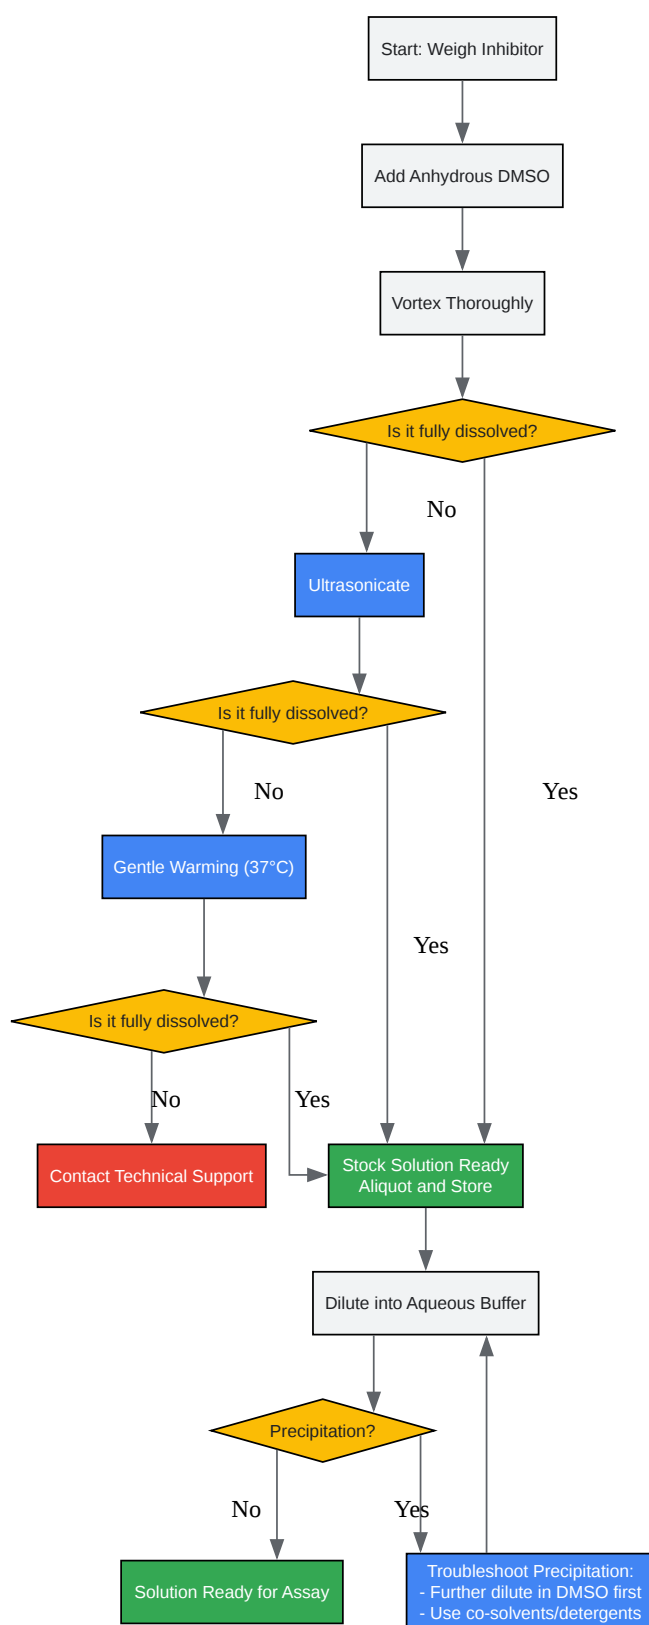 Start: Weigh Inhibitor
Add Anhydrous DMSO
Vortex Thoroughly
Is it fully dissolved?
No
Ultrasonicate
Is it fully dissolved?
No
Yes
Gentle Warming (37°C)
Yes
Is it fully dissolved?
No
Yes
Contact Technical Support
Stock Solution Ready
Aliquot and Store
Dilute into Aqueous Buffer
Precipitation?
No
Yes
Solution Ready for Assay
Troubleshoot Precipitation:
- Further dilute in DMSO first
- Use co-solvents/detergents